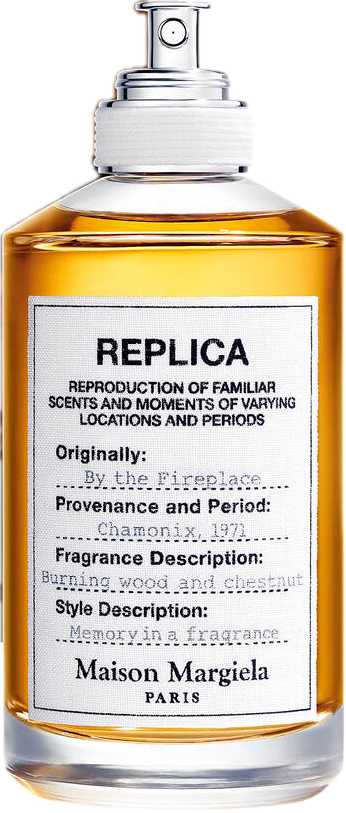 REPLICA
REPRODUCTION OF FAMILIAR
SCENTS AND MOMENTS OF VARYING
LOCATIONS AND PERIODS
Originally:
By the Fireplace
Provenance and Period:
Chamonix, 1971
Fragrance Description:
Burning wood and chestnut
Style Description:
Memory in a fragrance
Maison Margiela
PARIS